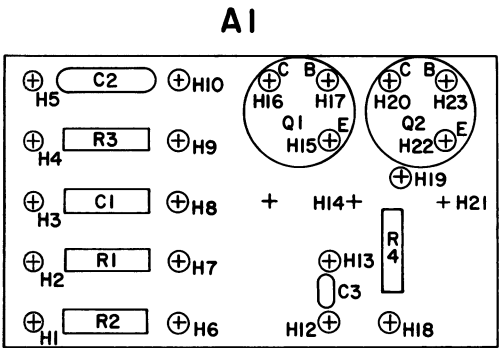 A1
C2 H10 C B C B
H5 H16 H17 H20 H23
R3 Q1 E Q2 E
H4 H9 H15 H22
H19
C1 H14 H21
H3 H8
R4
R1 H7 H13
H2
C3
R2
H1 H6 H12 H18